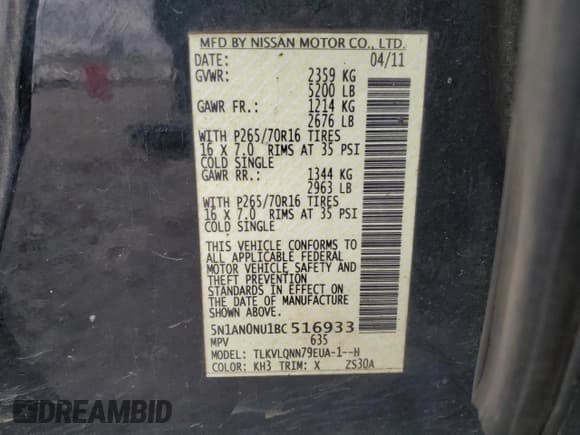 MFD BY NISSAN MOTOR CO., LTD.
DATE: 04/11
GVWR: 2359 KG
5200 LB
GAWR FR.: 1214 KG
2676 LB
WITH P265/70R16 TIRES
16 X 7.0 RIMS AT 35 PSI
COLD SINGLE
GAWR RR.: 1344 KG
2963 LB
WITH P265/70R16 TIRES
16 X 7.0 RIMS AT 35 PSI
COLD SINGLE
THIS VEHICLE CONFORMS TO
ALL APPLICABLE FEDERAL
MOTOR VEHICLE SAFETY AND
THEFT PREVENTION
STANDARDS IN EFFECT ON
THE DATE OF MANUFACTURE
SHOWN ABOVE.
5N1AN0NU1BC516933
MPV 635
MODEL: TLKVLQNN79EUA-1--H
COLOR: KH3 TRIM: X ZS30A
DREAMBID